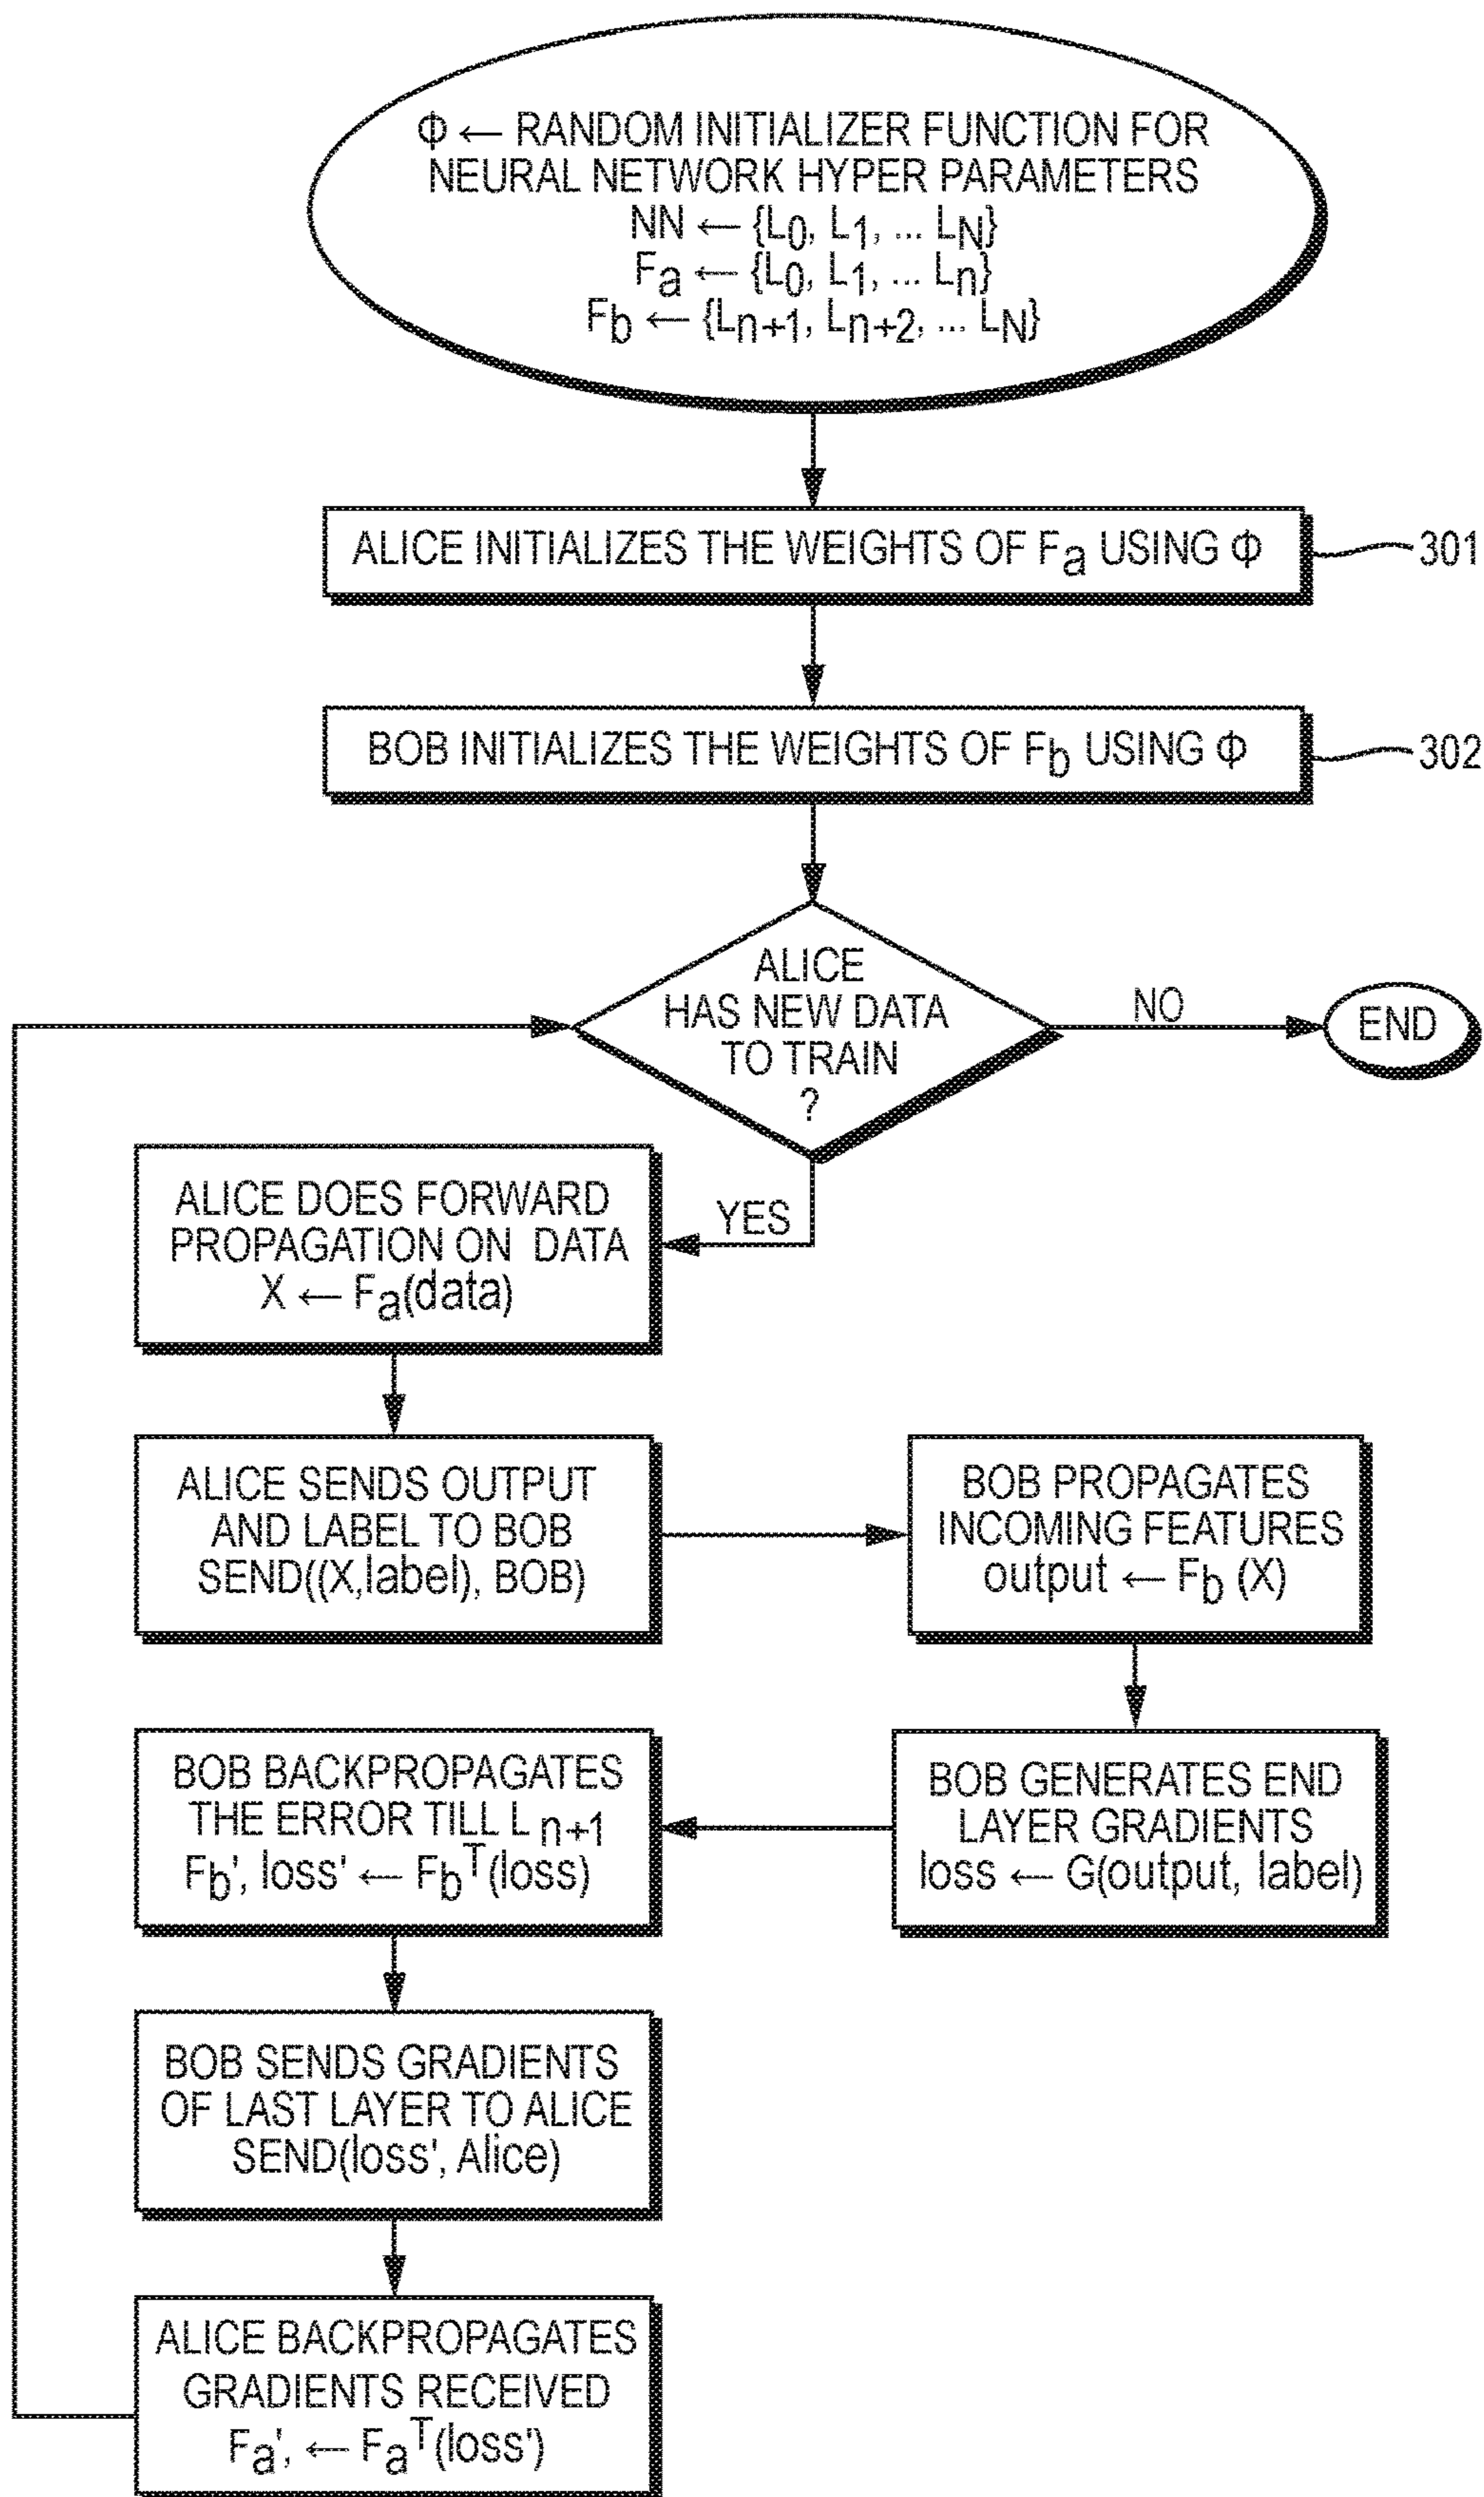 Φ ← RANDOM INITIALIZER FUNCTION FOR
NEURAL NETWORK HYPER PARAMETERS
NN ← {L0, L1, ... LN}
Fa ← {L0, L1, ... Ln}
Fb ← {Ln+1, Ln+2, ... LN}
ALICE INITIALIZES THE WEIGHTS OF Fa USING Φ
301
BOB INITIALIZES THE WEIGHTS OF Fb USING Φ
302
ALICE
HAS NEW DATA
TO TRAIN
?
NO
END
YES
ALICE DOES FORWARD
PROPAGATION ON DATA
X ← Fa(data)
ALICE SENDS OUTPUT
AND LABEL TO BOB
SEND((X,label), BOB)
BOB PROPAGATES
INCOMING FEATURES
output ← Fb (X)
BOB GENERATES END
LAYER GRADIENTS
loss ← G(output, label)
BOB BACKPROPAGATES
THE ERROR TILL L n+1
Fb', loss' ← FbT(loss)
BOB SENDS GRADIENTS
OF LAST LAYER TO ALICE
SEND(loss', Alice)
ALICE BACKPROPAGATES
GRADIENTS RECEIVED
Fa', ← FaT(loss')